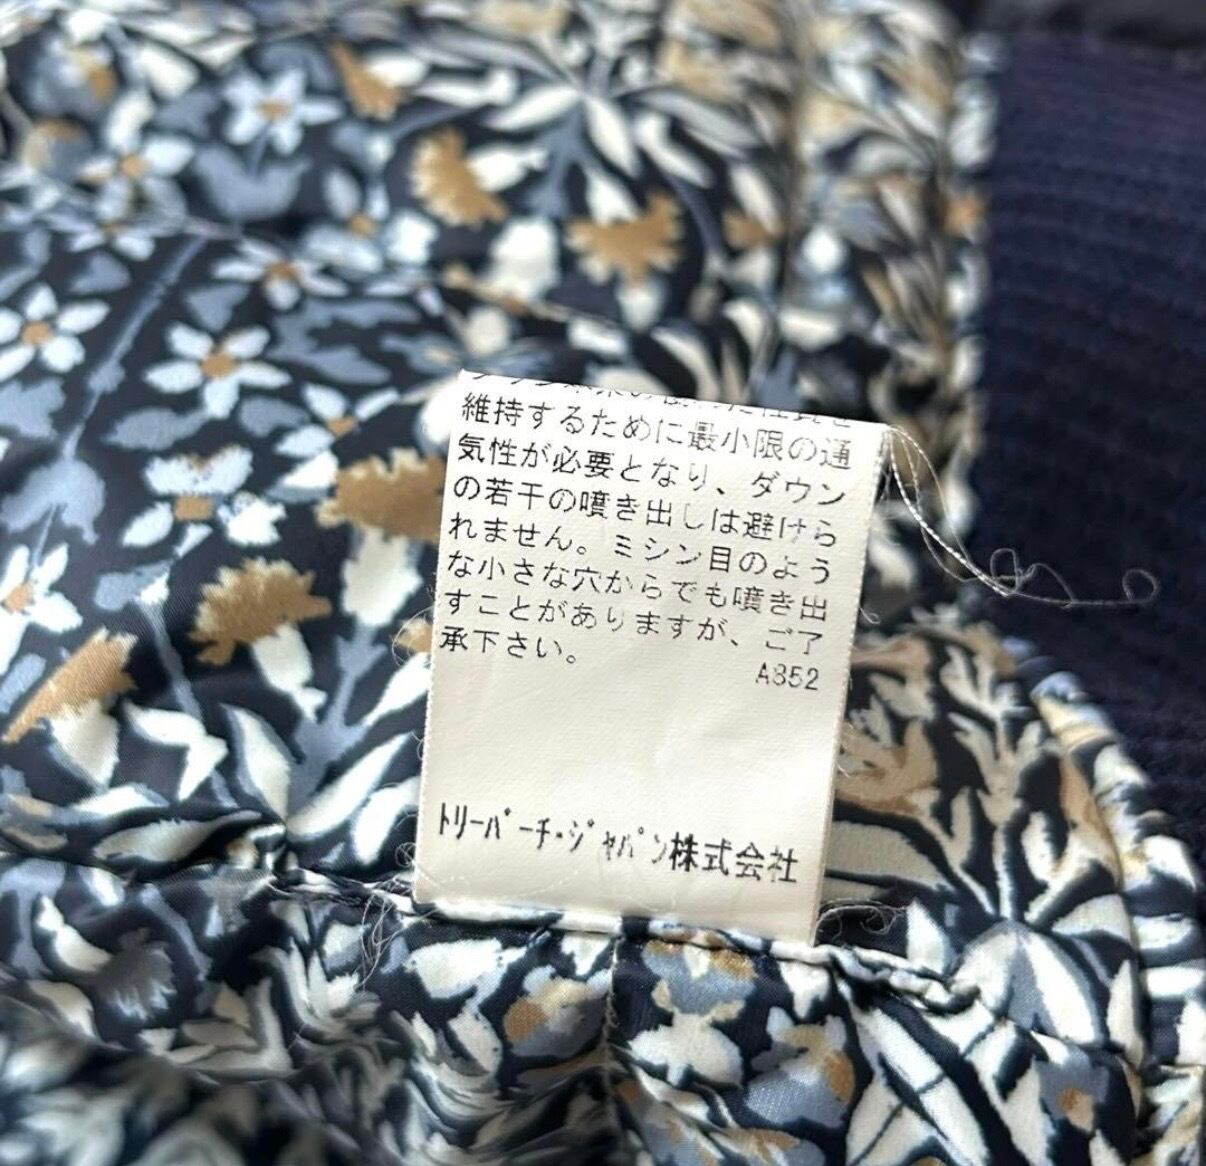 維持するために最小限の通
気性が必要となり、ダウン
の若干の噴き出しは避けら
れません。ミシン目のよう
な小さな穴からでも噴き出
すことがありますが、ご了
承下さい。
A852
ﾄﾘｰﾊﾞｰﾁ･ｼﾞｬﾊﾟﾝ株式会社